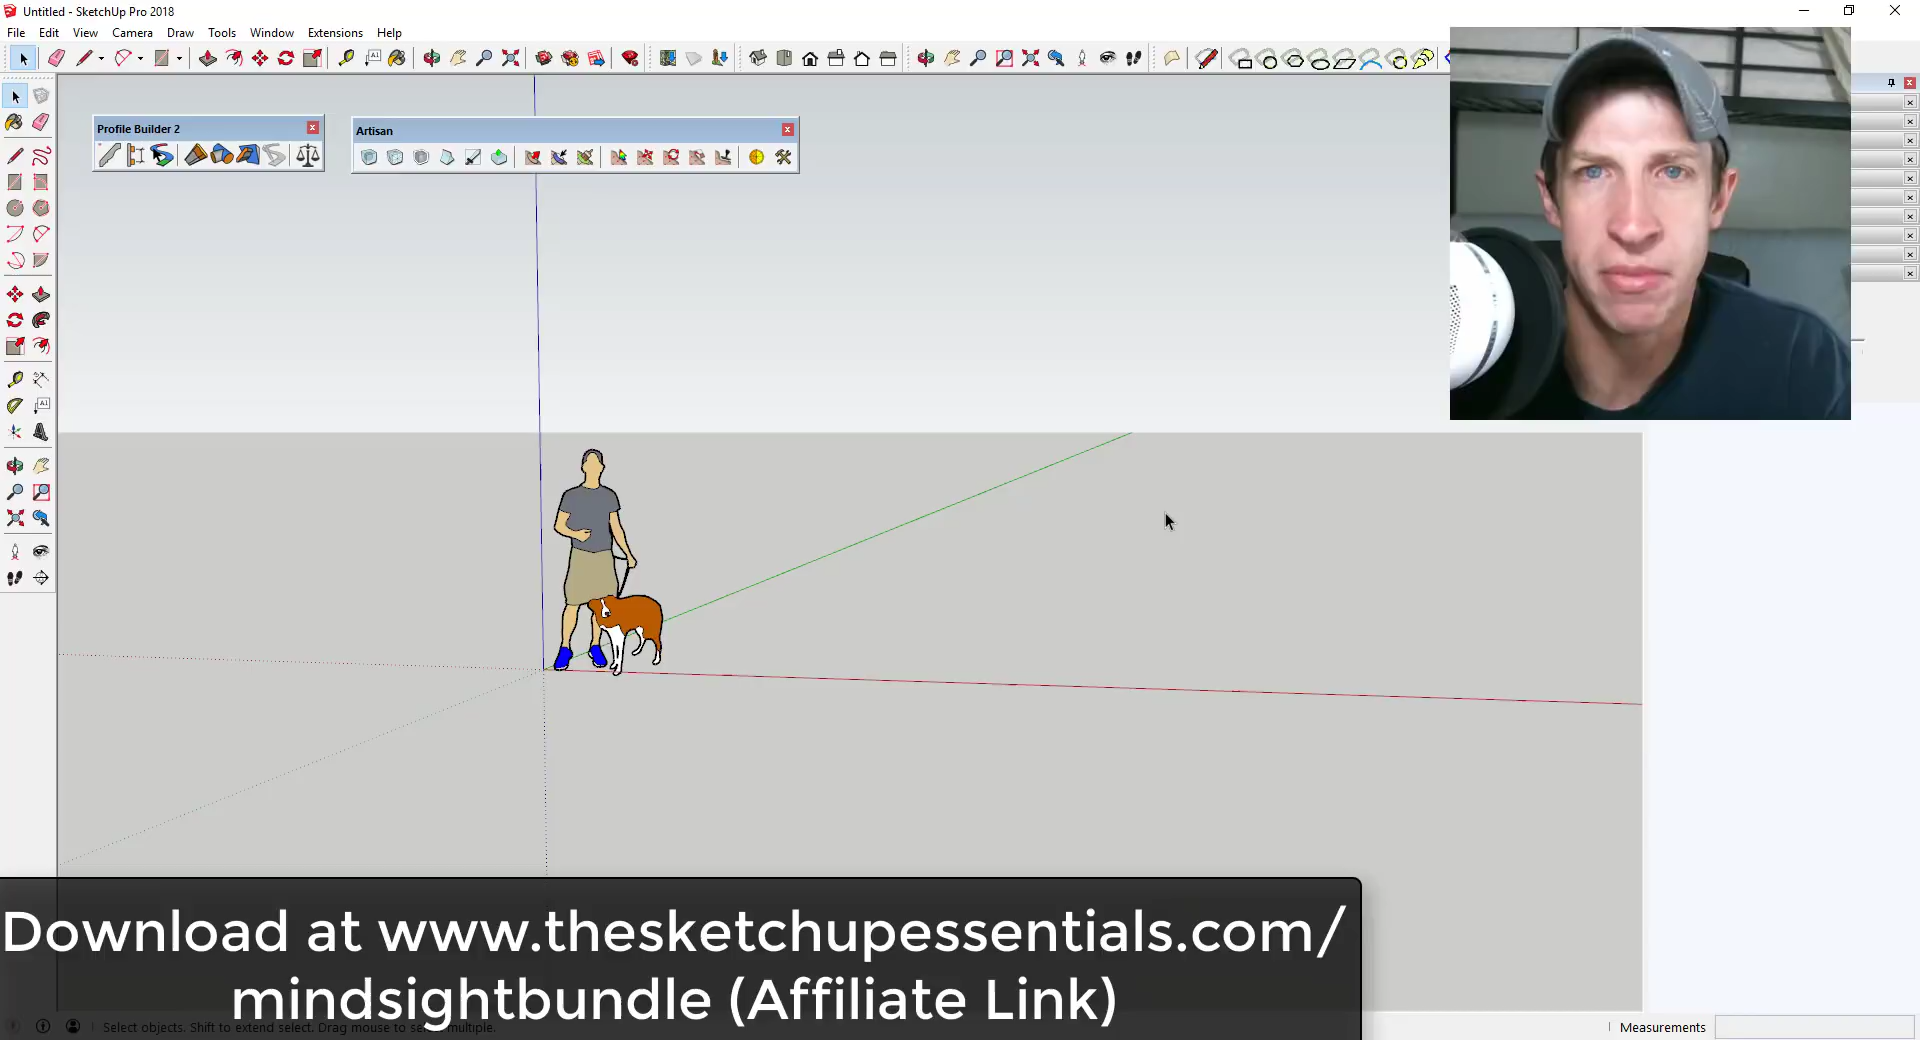 Untitled - SketchUp Pro 2018
File Edit View Camera Draw Tools Window Extensions Help
Profile Builder 2
Artisan
Download at www.thesketchupessentials.com/
mindsightbundle (Affiliate Link)
Select objects. Shift to extend select. Drag mouse to select multiple.
Measurements